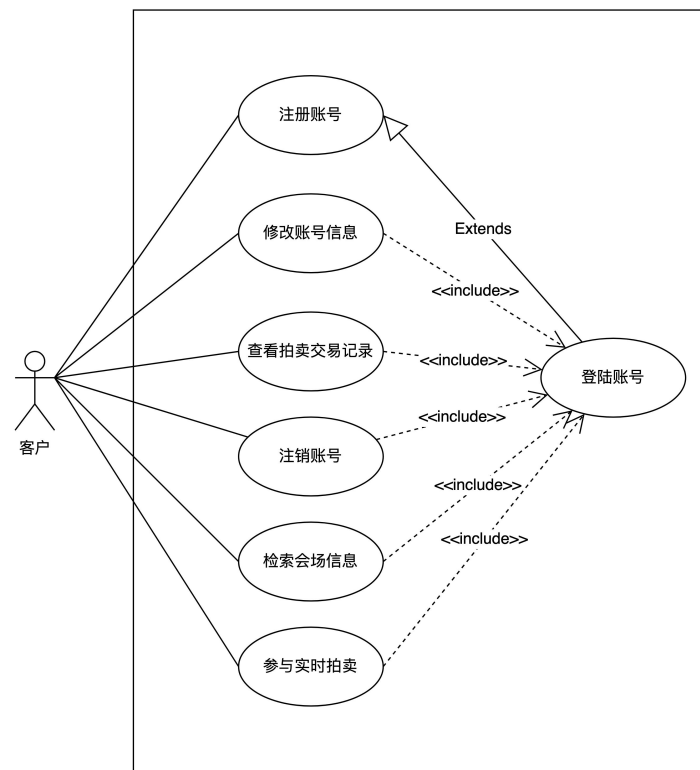 注册账号
Extends
修改账号信息
<<include>>
查看拍卖交易记录
<<include>>
登陆账号
<<include>>
客户
注销账号
<<include>>
检索会场信息
<<include>>
参与实时拍卖